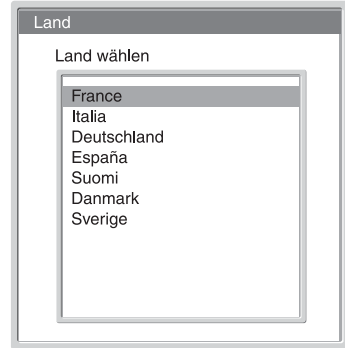 Land
Land wählen
France
Italia
Deutschland
España
Suomi
Danmark
Sverige